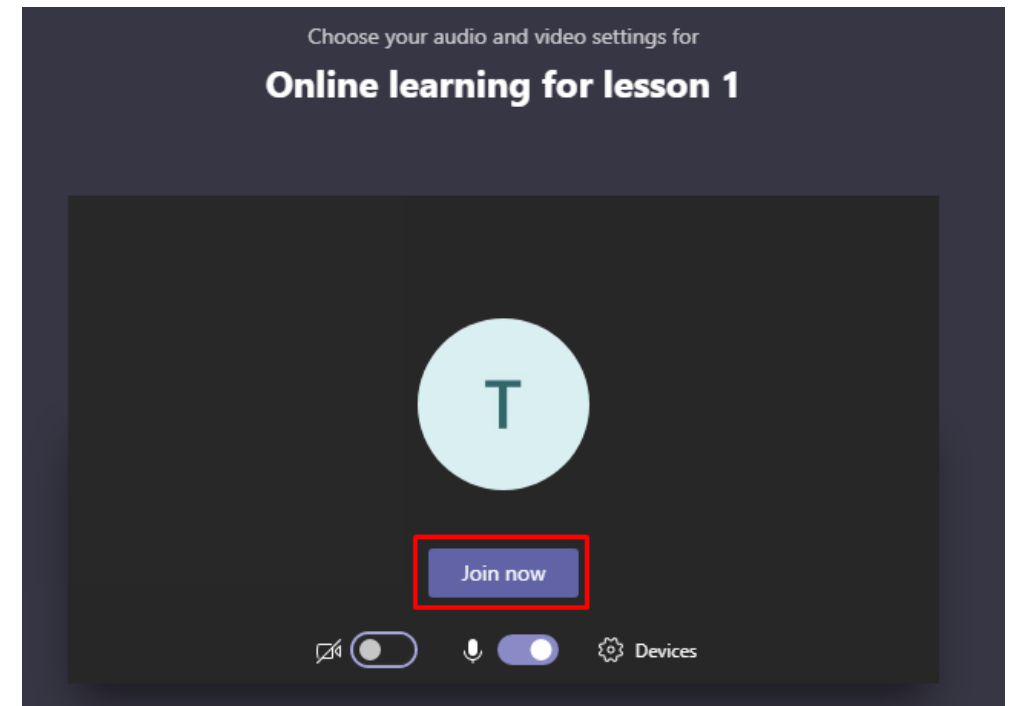 Choose your audio and video settings for
Online learning for lesson 1
T
Join now
Devices